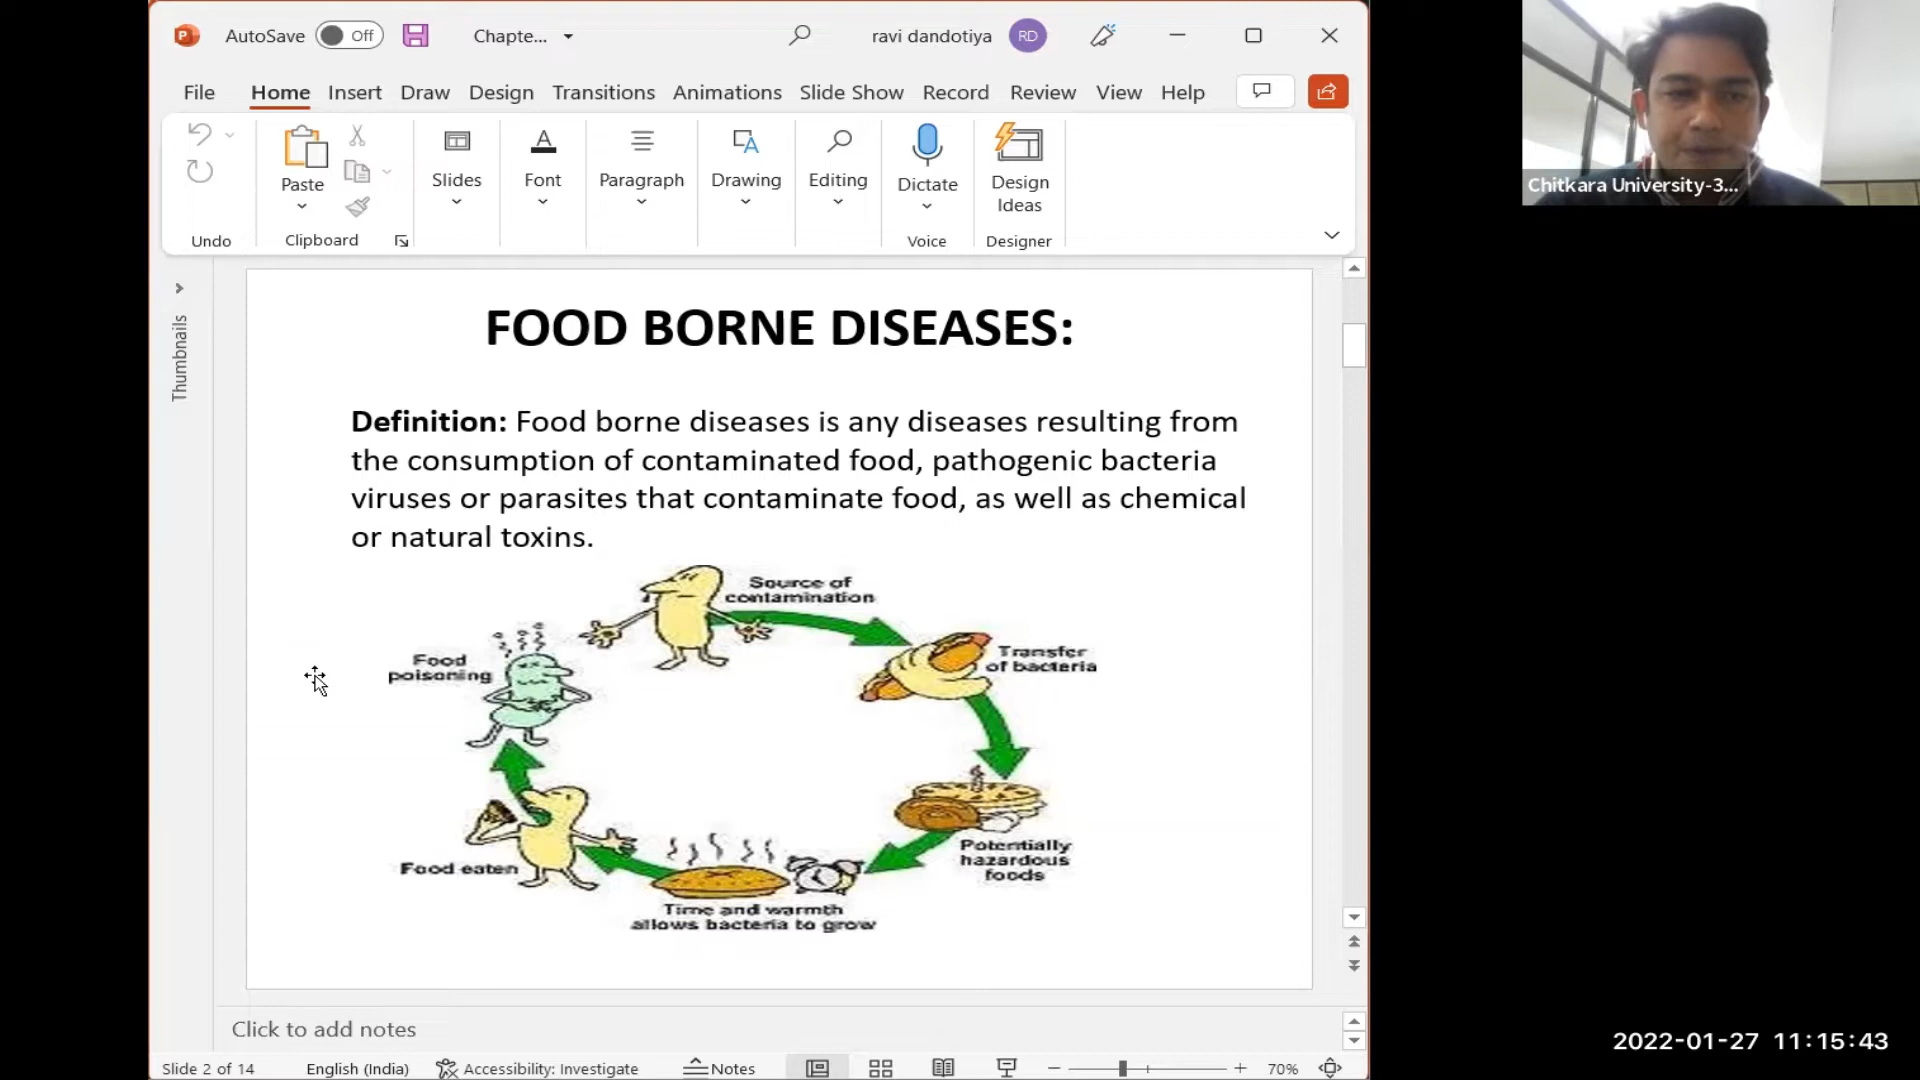 AutoSave Off Chapte... ravi dandotiya RD
File Home Insert Draw Design Transitions Animations Slide Show Record Review View Help
Paste Slides Font Paragraph Drawing Editing Dictate Design
Ideas
Undo Clipboard Voice Designer
Chitkara University-3...
Thumbnails
FOOD BORNE DISEASES:
Definition: Food borne diseases is any diseases resulting from
the consumption of contaminated food, pathogenic bacteria
viruses or parasites that contaminate food, as well as chemical
or natural toxins.
Source of
contamination
Transfer
of bacteria
Potentially
hazardous
foods
Time and warmth
allows bacteria to grow
Food eaten
Food
poisoning
Click to add notes
Slide 2 of 14 English (India) Accessibility: Investigate Notes 70%
2022-01-27 11:15:43